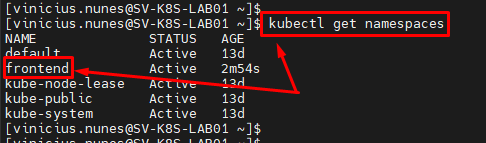 [vinicius.nunes@SV-K8S-LAB01 ~]$
[vinicius.nunes@SV-K8S-LAB01 ~]$ kubectl get namespaces
NAME STATUS AGE
default Active 13d
frontend Active 2m54s
kube-node-lease Active 13d
kube-public Active 13d
kube-system Active 13d
[vinicius.nunes@SV-K8S-LAB01 ~]$
[vinicius.nunes@SV-K8S-LAB01 ~]$